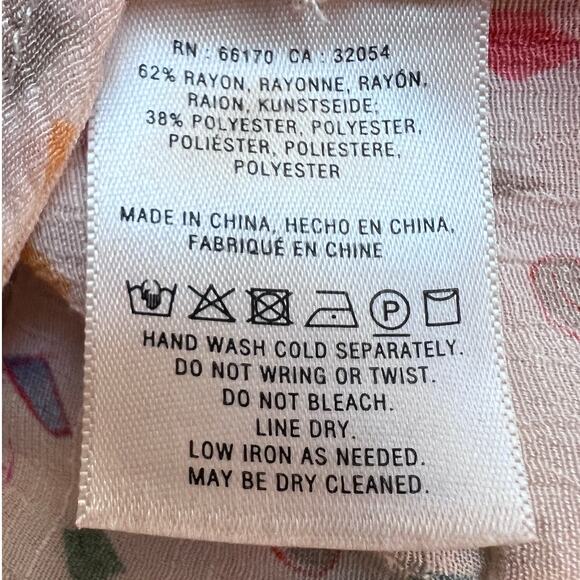 RN : 66170 CA : 32054
62% RAYON, RAYONNE, RAYÓN,
RAION, KUNSTSEIDE;
38% POLYESTER, POLYESTER,
POLIÉSTER, POLIESTERE,
POLYESTER
MADE IN CHINA, HECHO EN CHINA,
FABRIQUÉ EN CHINE
P
HAND WASH COLD SEPARATELY.
DO NOT WRING OR TWIST.
DO NOT BLEACH.
LINE DRY.
LOW IRON AS NEEDED.
MAY BE DRY CLEANED.